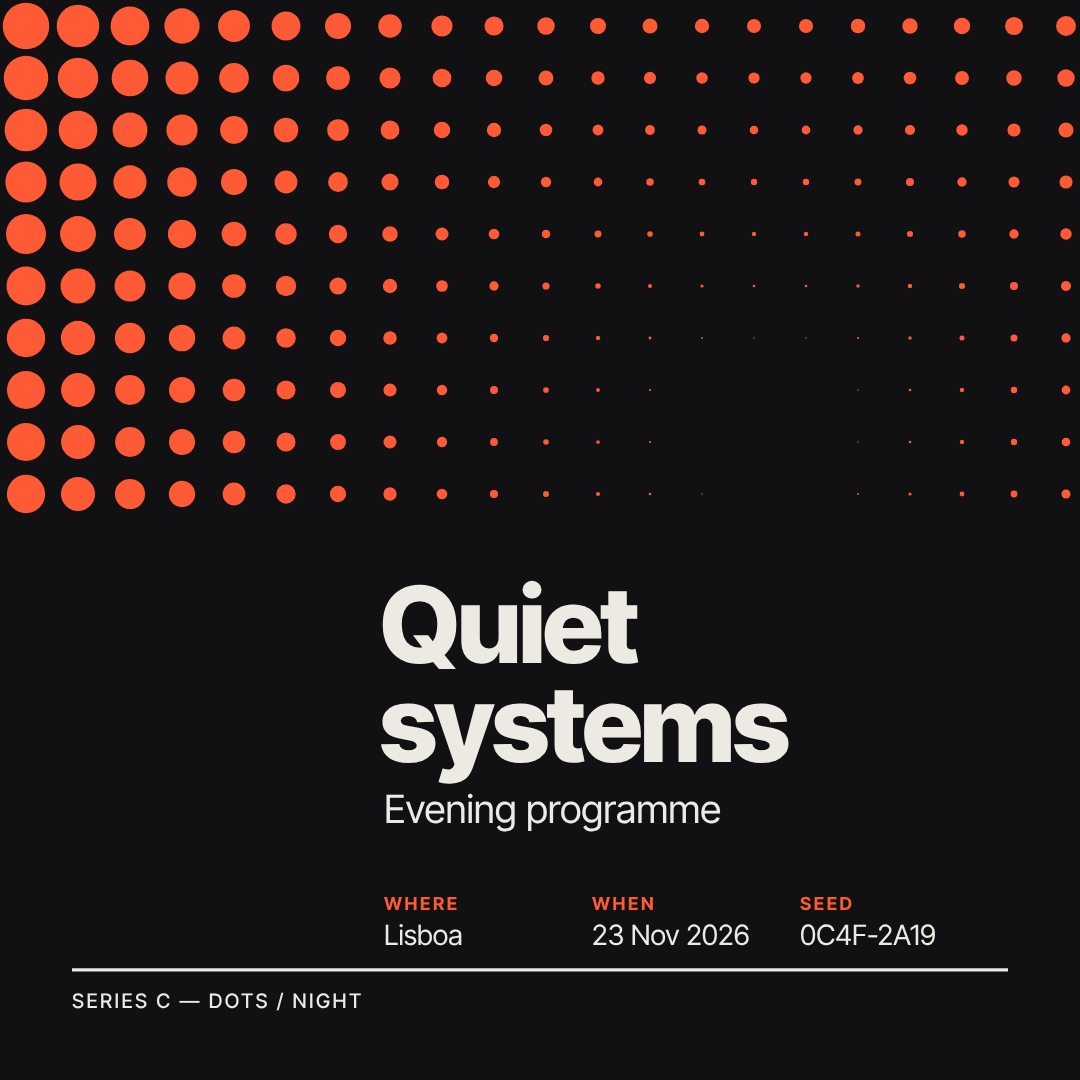 Quiet
systems
Evening programme
WHERE WHEN SEED
Lisboa 23 Nov 2026 0C4F-2A19
SERIES C — DOTS / NIGHT